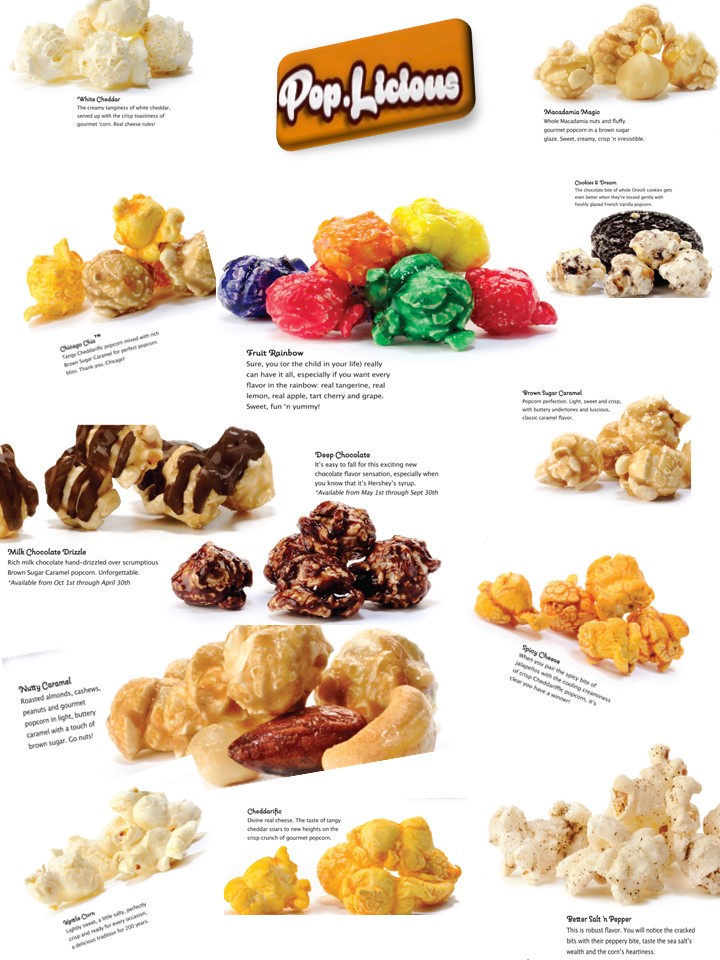 Pop.Licious
White Cheddar
The creamy tanginess of white cheddar,
served up with the crisp toastiness of
gourmet 'corn. Real cheese rules!
Macadamia Magic
Whole Macadamia nuts and fluffy
gourmet popcorn in a brown sugar
glaze. Sweet, creamy, crisp 'n irresistible.
Cookies & Dream
The chocolate bite of whole Oreo® cookies gets
even better when they're tossed gently with
freshly glazed French Vanilla popcorn.
Chicago Chic™
Tangy Cheddarific popcorn mixed with rich
Brown Sugar Caramel for perfect popcorn
bliss. Thank you, Chicago!
Fruit Rainbow
Sure, you (or the child in your life) really
can have it all, especially if you want every
flavor in the rainbow: real tangerine, real
lemon, real apple, tart cherry and grape.
Sweet, fun 'n yummy!
Brown Sugar Caramel
Popcorn perfection. Light, sweet and crisp,
with buttery undertones and luscious,
classic caramel flavor.
Deep Chocolate
It's easy to fall for this exciting new
chocolate flavor sensation, especially when
you know that it's Hershey's syrup.
*Available from May 1st through Sept 30th
Milk Chocolate Drizzle
Rich milk chocolate hand-drizzled over scrumptious
Brown Sugar Caramel popcorn. Unforgettable.
*Available from Oct 1st through April 30th
Spicy Cheese
When you pair the spicy bite of
jalapeños with the cooling creaminess
of crisp Cheddariffic popcorn, it's
clear you have a winner!
Nutty Caramel
Roasted almonds, cashews,
peanuts and gourmet
popcorn in light, buttery
caramel with a touch of
brown sugar. Go nuts!
Cheddarific
Divine real cheese. The taste of tangy
cheddar soars to new heights on the
crisp crunch of gourmet popcorn.
Kettle Corn
Lightly sweet, a little salty, perfectly
crisp and ready for every occasion,
a delicious tradition for 200 years.
Better Salt 'n Pepper
This is robust flavor. You will notice the cracked
bits with their peppery bite, taste the sea salt's
wealth and the corn's heartiness.